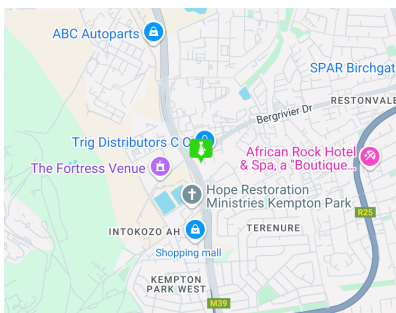 ABC Autoparts
SPAR Birchgat
RESTONVALE
Bergrivier Dr
Trig Distributors C C
African Rock Hotel
& Spa, a "Boutique...
The Fortress Venue
Hope Restoration
Ministries Kempton Park
R25
INTOKOZO AH
TERENURE
Shopping mall
KEMPTON
PARK WEST
M39